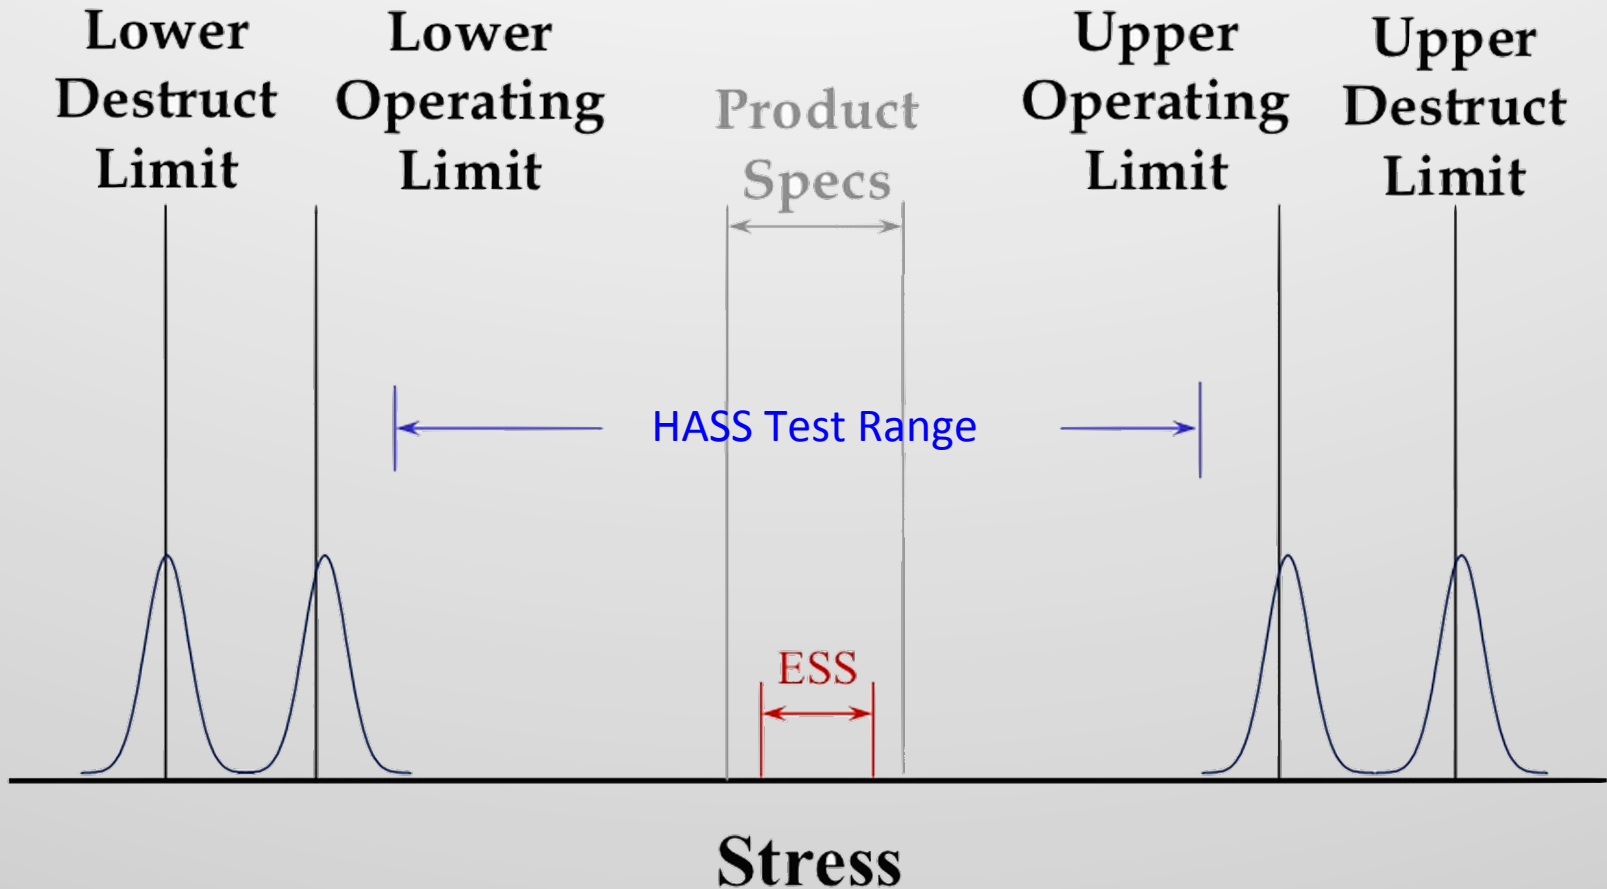 Lower
Destruct
Limit
Lower
Operating
Limit
Product
Specs
Upper
Operating
Limit
Upper
Destruct
Limit
HASS Test Range
ESS
Stress